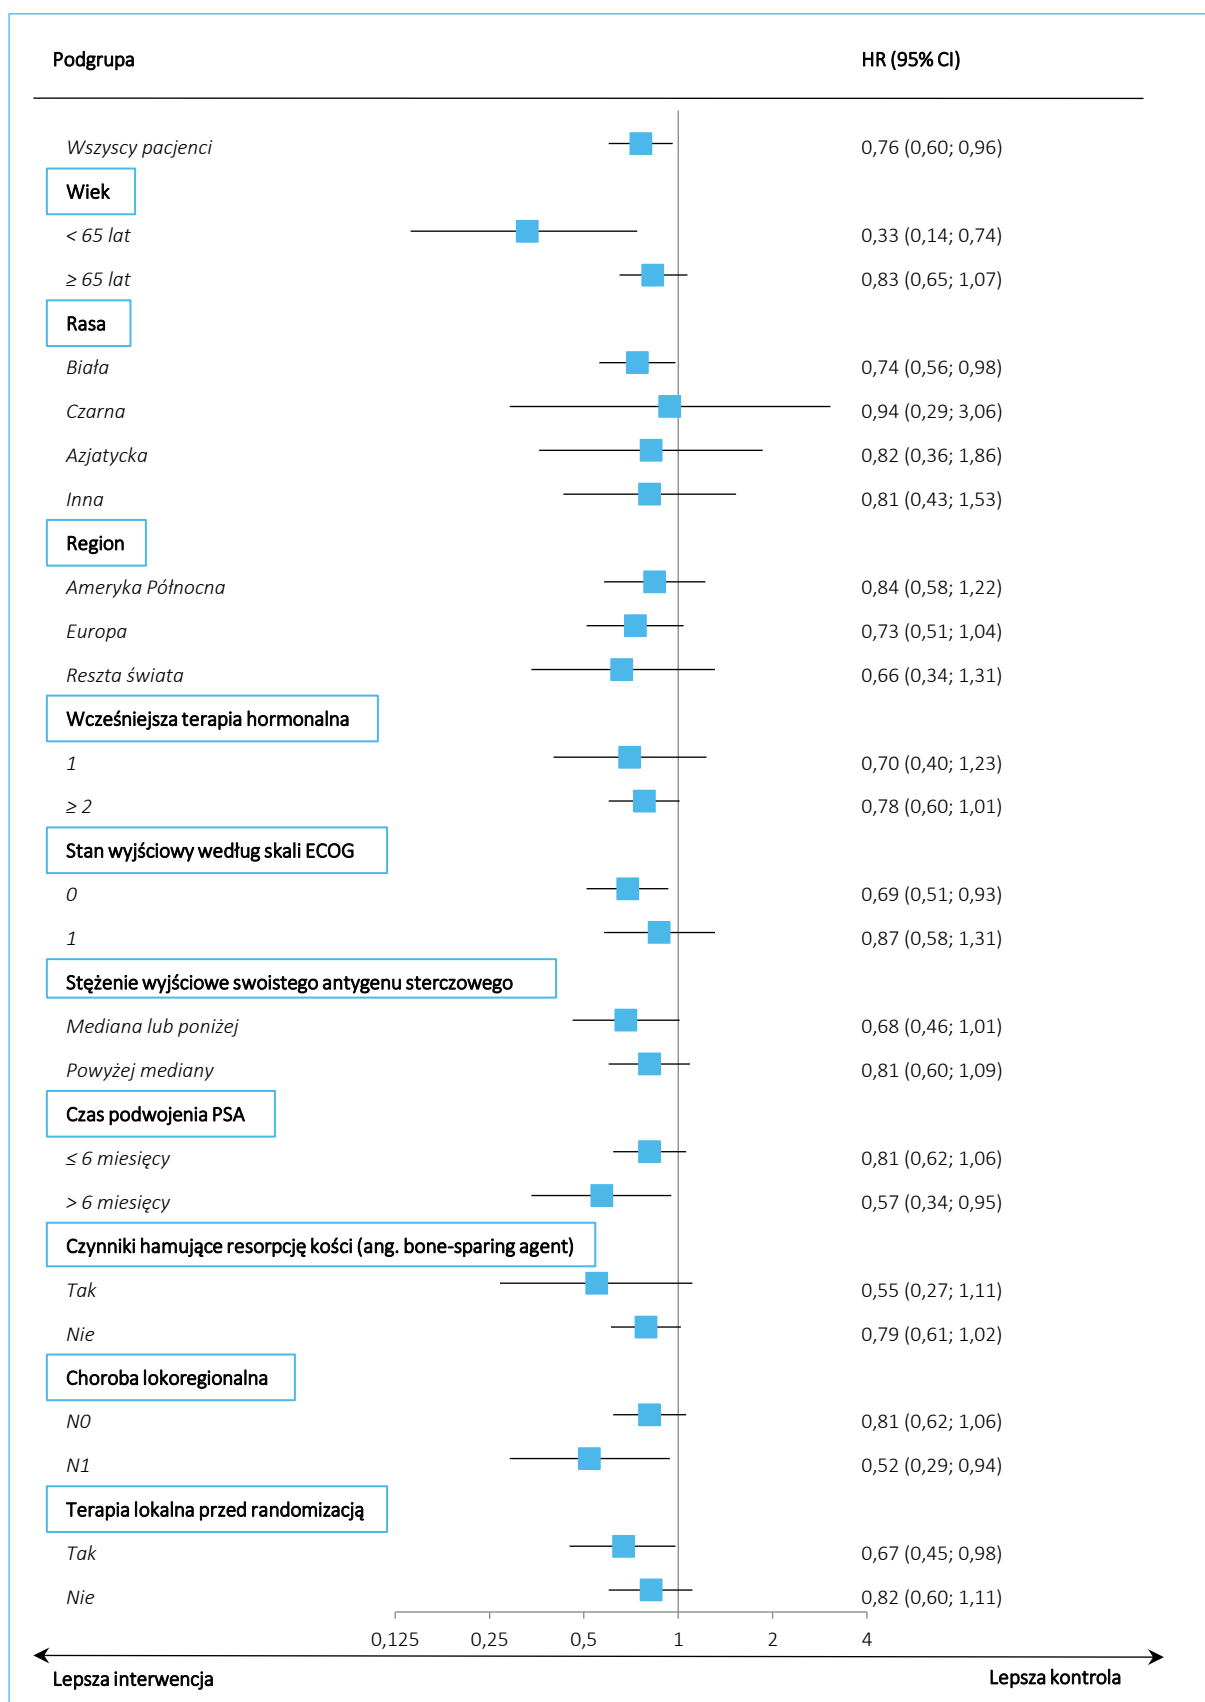 Podgrupa HR (95% CI)
Wszyscy pacjenci 0,76 (0,60; 0,96)
Wiek
< 65 lat 0,33 (0,14; 0,74)
≥ 65 lat 0,83 (0,65; 1,07)
Rasa
Biała 0,74 (0,56; 0,98)
Czarna 0,94 (0,29; 3,06)
Azjatycka 0,82 (0,36; 1,86)
Inna 0,81 (0,43; 1,53)
Region
Ameryka Północna 0,84 (0,58; 1,22)
Europa 0,73 (0,51; 1,04)
Reszta świata 0,66 (0,34; 1,31)
Wcześniejsza terapia hormonalna
1 0,70 (0,40; 1,23)
≥ 2 0,78 (0,60; 1,01)
Stan wyjściowy według skali ECOG
0 0,69 (0,51; 0,93)
1 0,87 (0,58; 1,31)
Stężenie wyjściowe swoistego antygenu sterczowego
Mediana lub poniżej 0,68 (0,46; 1,01)
Powyżej mediany 0,81 (0,60; 1,09)
Czas podwojenia PSA
≤ 6 miesięcy 0,81 (0,62; 1,06)
> 6 miesięcy 0,57 (0,34; 0,95)
Czynniki hamujące resorpcję kości (ang. bone-sparing agent)
Tak 0,55 (0,27; 1,11)
Nie 0,79 (0,61; 1,02)
Choroba lokoregionalna
N0 0,81 (0,62; 1,06)
N1 0,52 (0,29; 0,94)
Terapia lokalna przed randomizacją
Tak 0,67 (0,45; 0,98)
Nie 0,82 (0,60; 1,11)
0,125 0,25 0,5 1 2 4
Lepsza interwencja Lepsza kontrola